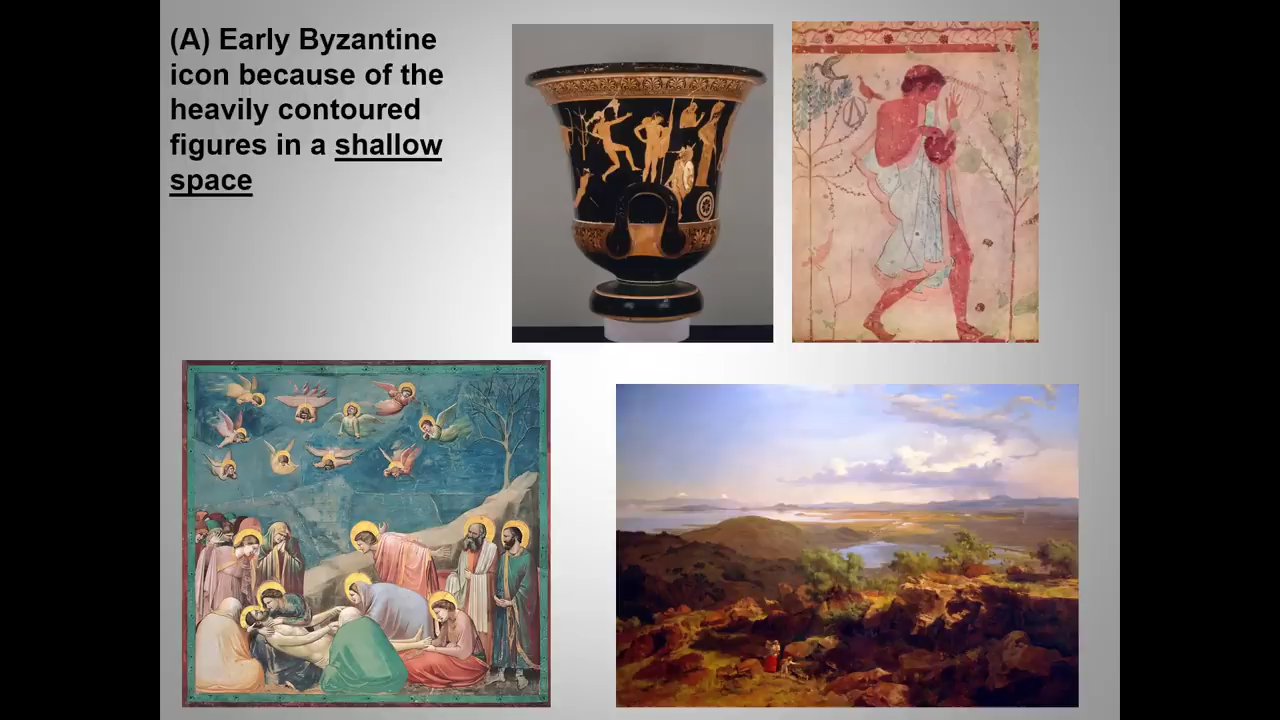 (A) Early Byzantine
icon because of the
heavily contoured
figures in a shallow
space